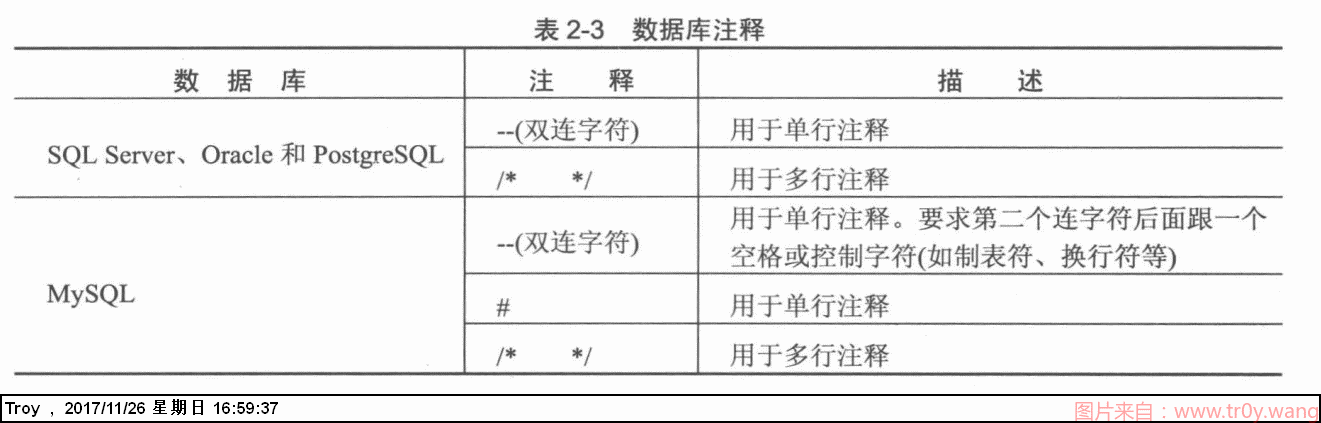 表 2-3 数据库注释
数 据 库 注 释 描 述
SQL Server、Oracle 和 PostgreSQL
--(双连字符) 用于单行注释
/* */ 用于多行注释
MySQL
--(双连字符) 用于单行注释。要求第二个连字符后面跟一个
空格或控制字符(如制表符、换行符等)
# 用于单行注释
/* */ 用于多行注释
Troy , 2017/11/26 星期日 16:59:37
图片来自：www.tr0y.wang